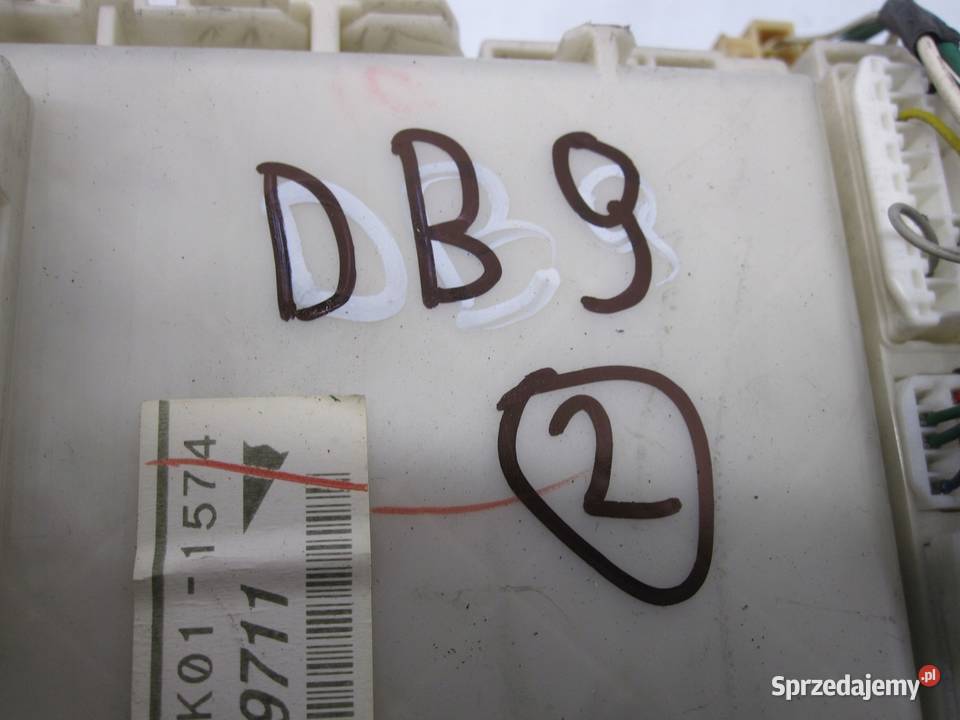 DB9
2
K01-1574
9711
Sprzedajemy.pl